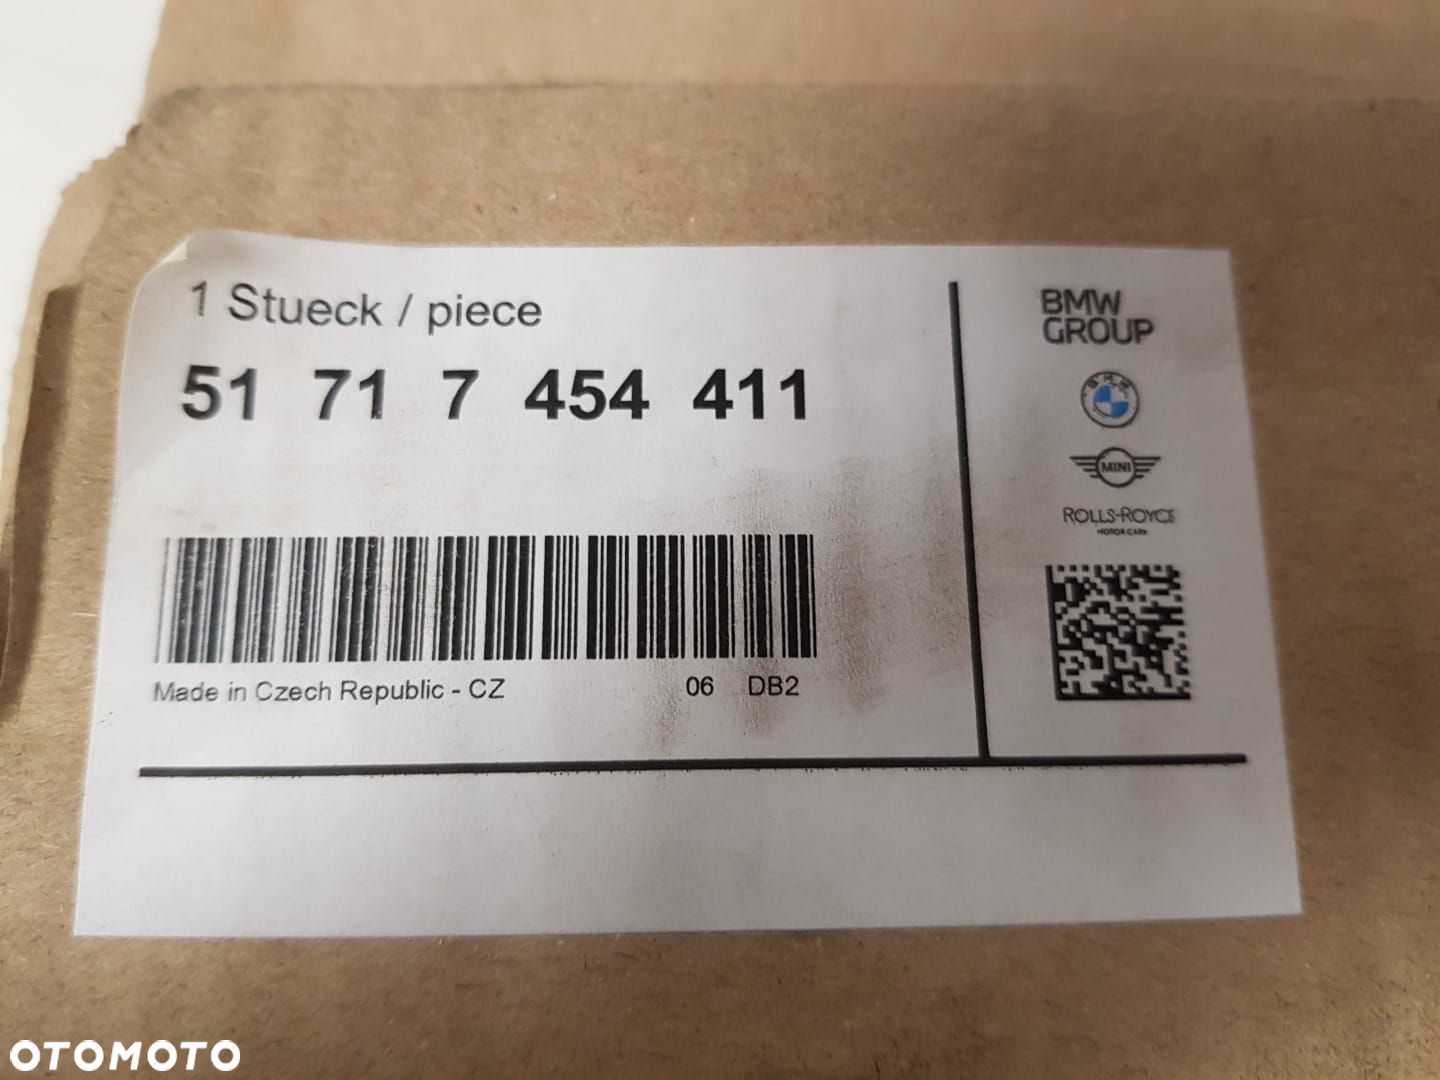 1 Stueck / piece
51 71 7 454 411
Made in Czech Republic - CZ 06 DB2
BMW
GROUP
BMW
MINI
ROLLS-ROYCE
MOTOR CARS
OTOMOTO